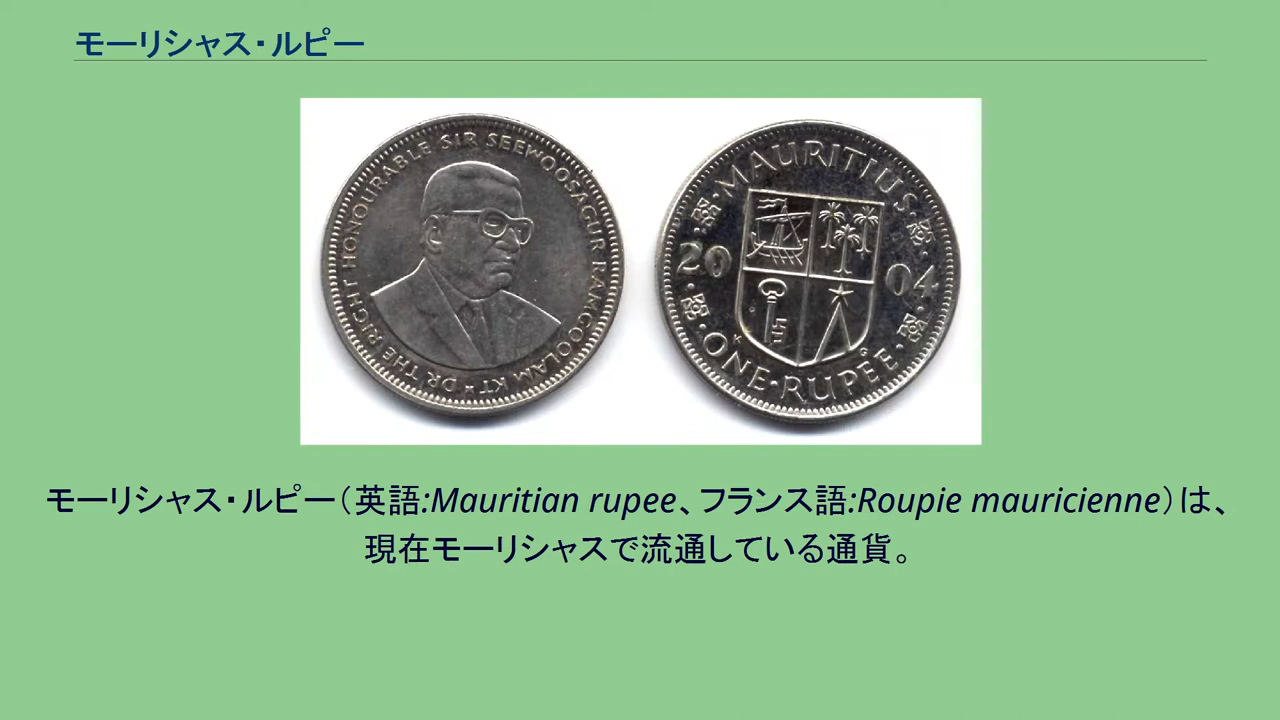 モーリシャス・ルピー
DR THE RIGHT HONOURABLE SIR SEEWOOSAGUR RAMGOOLAM KT
MAURITIUS
20 04
K G
ONE·RUPEE
モーリシャス・ルピー（英語:Mauritian rupee、フランス語:Roupie mauricienne）は、
現在モーリシャスで流通している通貨。